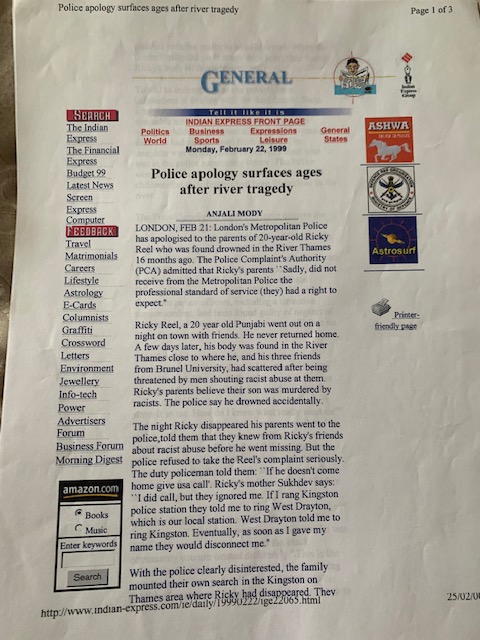 Police apology surfaces ages after river tragedy
Page 1 of 3
GENERAL
Indian
Express
Group
Tell it like it is
INDIAN EXPRESS FRONT PAGE
Politics Business Expressions General
World Sports Leisure States
Monday, February 22, 1999
SEARCH
The Indian
Express
The Financial
Express
Budget 99
Latest News
Screen
Express
Computer
FEEDBACK
Travel
Matrimonials
Careers
Lifestyle
Astrology
E-Cards
Columnists
Graffiti
Crossword
Letters
Environment
Jewellery
Info-tech
Power
Advertisers
Forum
Business Forum
Morning Digest
amazon.com
Books
Music
Enter keywords
Search
Police apology surfaces ages
after river tragedy
ANJALI MODY
LONDON, FEB 21: London's Metropolitan Police
has apologised to the parents of 20-year-old Ricky
Reel who was found drowned in the River Thames
16 months ago. The Police Complaint's Authority
(PCA) admitted that Ricky's parents ``Sadly, did not
receive from the Metropolitan Police the
professional standard of service (they) had a right to
expect."
Ricky Reel, a 20 year old Punjabi went out on a
night on town with friends. He never returned home.
A few days later, his body was found in the River
Thames close to where he, and his three friends
from Brunel University, had scattered after being
threatened by men shouting racist abuse at them.
Ricky's parents believe their son was murdered by
racists. The police say he drowned accidentally.
The night Ricky disappeared his parents went to the
police,told them that they knew from Ricky's friends
about racist abuse before he went missing. But the
police refused to take the Reel's complaint seriously.
The duty policeman told them: ``If he doesn't come
home give usa call'. Ricky's mother Sukhdev says:
``I did call, but they ignored me. If I rang Kingston
police station they told me to ring West Drayton,
which is our local station. West Drayton told me to
ring Kingston. Eventually, as soon as I gave my
name they would disconnect me."
With the police clearly disinterested, the family
mounted their own search in the Kingston on
Thames area where Ricky had disappeared. They
ASHWA
Astrosurf
Printer-
friendly page
http://www.indian-express.com/ie/daily/19990222/ige22065.html
25/02/0